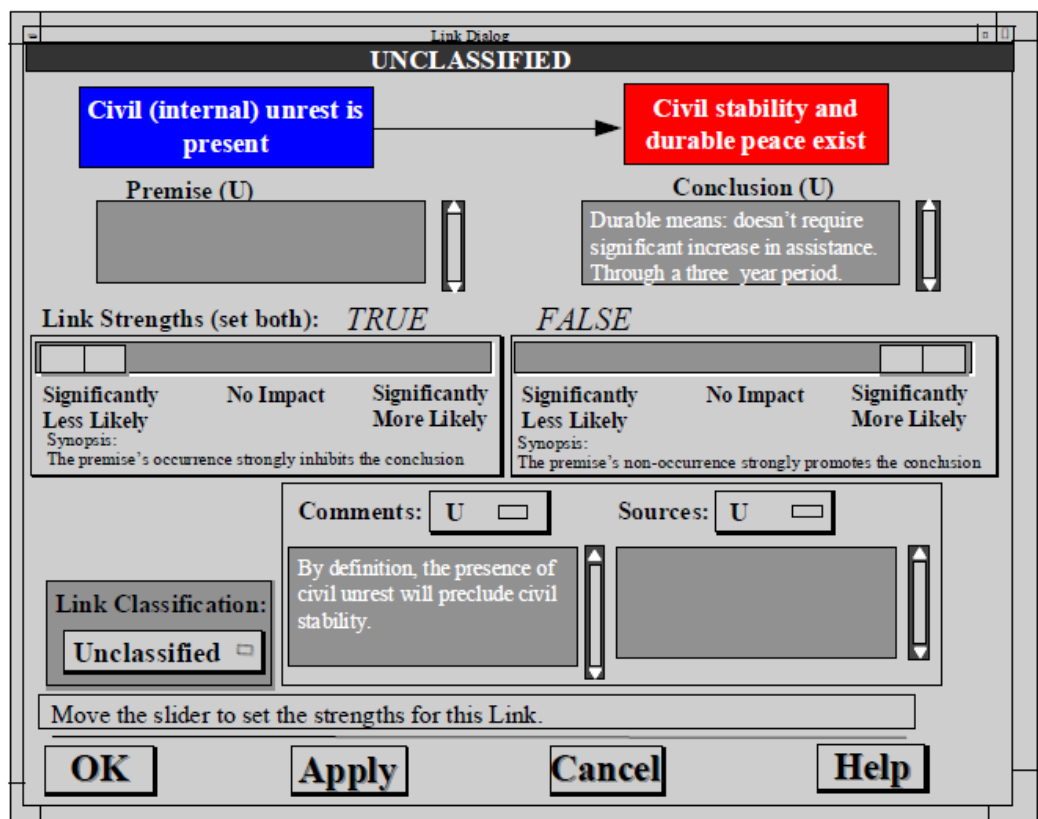 Link Dialog
UNCLASSIFIED
Civil (internal) unrest is
present
Civil stability and
durable peace exist
Premise (U)
Conclusion (U)
Durable means: doesn't require
significant increase in assistance.
Through a three year period.
Link Strengths (set both): TRUE
FALSE
Significantly
Less Likely
No Impact
Significantly
More Likely
Synopsis:
The premise's occurrence strongly inhibits the conclusion
Significantly
Less Likely
No Impact
Significantly
More Likely
Synopsis:
The premise's non-occurrence strongly promotes the conclusion
Comments: U
Sources: U
By definition, the presence of
civil unrest will preclude civil
stability.
Link Classification:
Unclassified
Move the slider to set the strengths for this Link.
OK
Apply
Cancel
Help